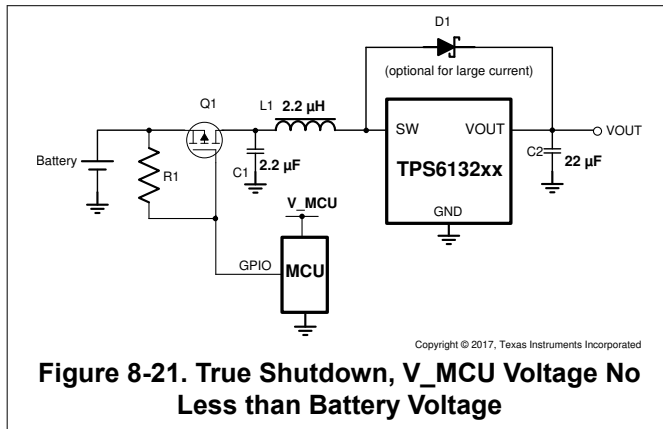 D1
(optional for large current)
Q1
L1 2.2 µH
SW VOUT
VOUT
Battery
R1
C1
2.2 µF
TPS6132xx
C2 22 µF
GND
V_MCU
GPIO
MCU
Copyright © 2017, Texas Instruments Incorporated
Figure 8-21. True Shutdown, V_MCU Voltage No
Less than Battery Voltage